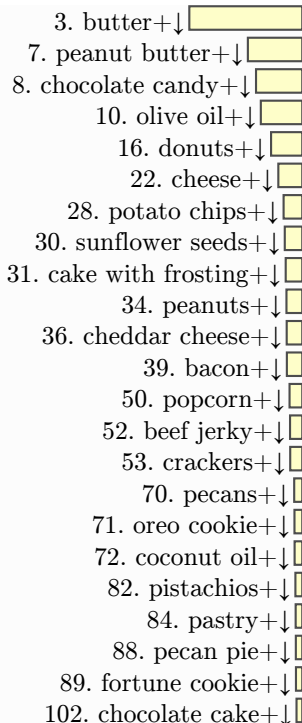 3. butter+↓
7. peanut butter+↓
8. chocolate candy+↓
10. olive oil+↓
16. donuts+↓
22. cheese+↓
28. potato chips+↓
30. sunflower seeds+↓
31. cake with frosting+↓
34. peanuts+↓
36. cheddar cheese+↓
39. bacon+↓
50. popcorn+↓
52. beef jerky+↓
53. crackers+↓
70. pecans+↓
71. oreo cookie+↓
72. coconut oil+↓
82. pistachios+↓
84. pastry+↓
88. pecan pie+↓
89. fortune cookie+↓
102. chocolate cake+↓